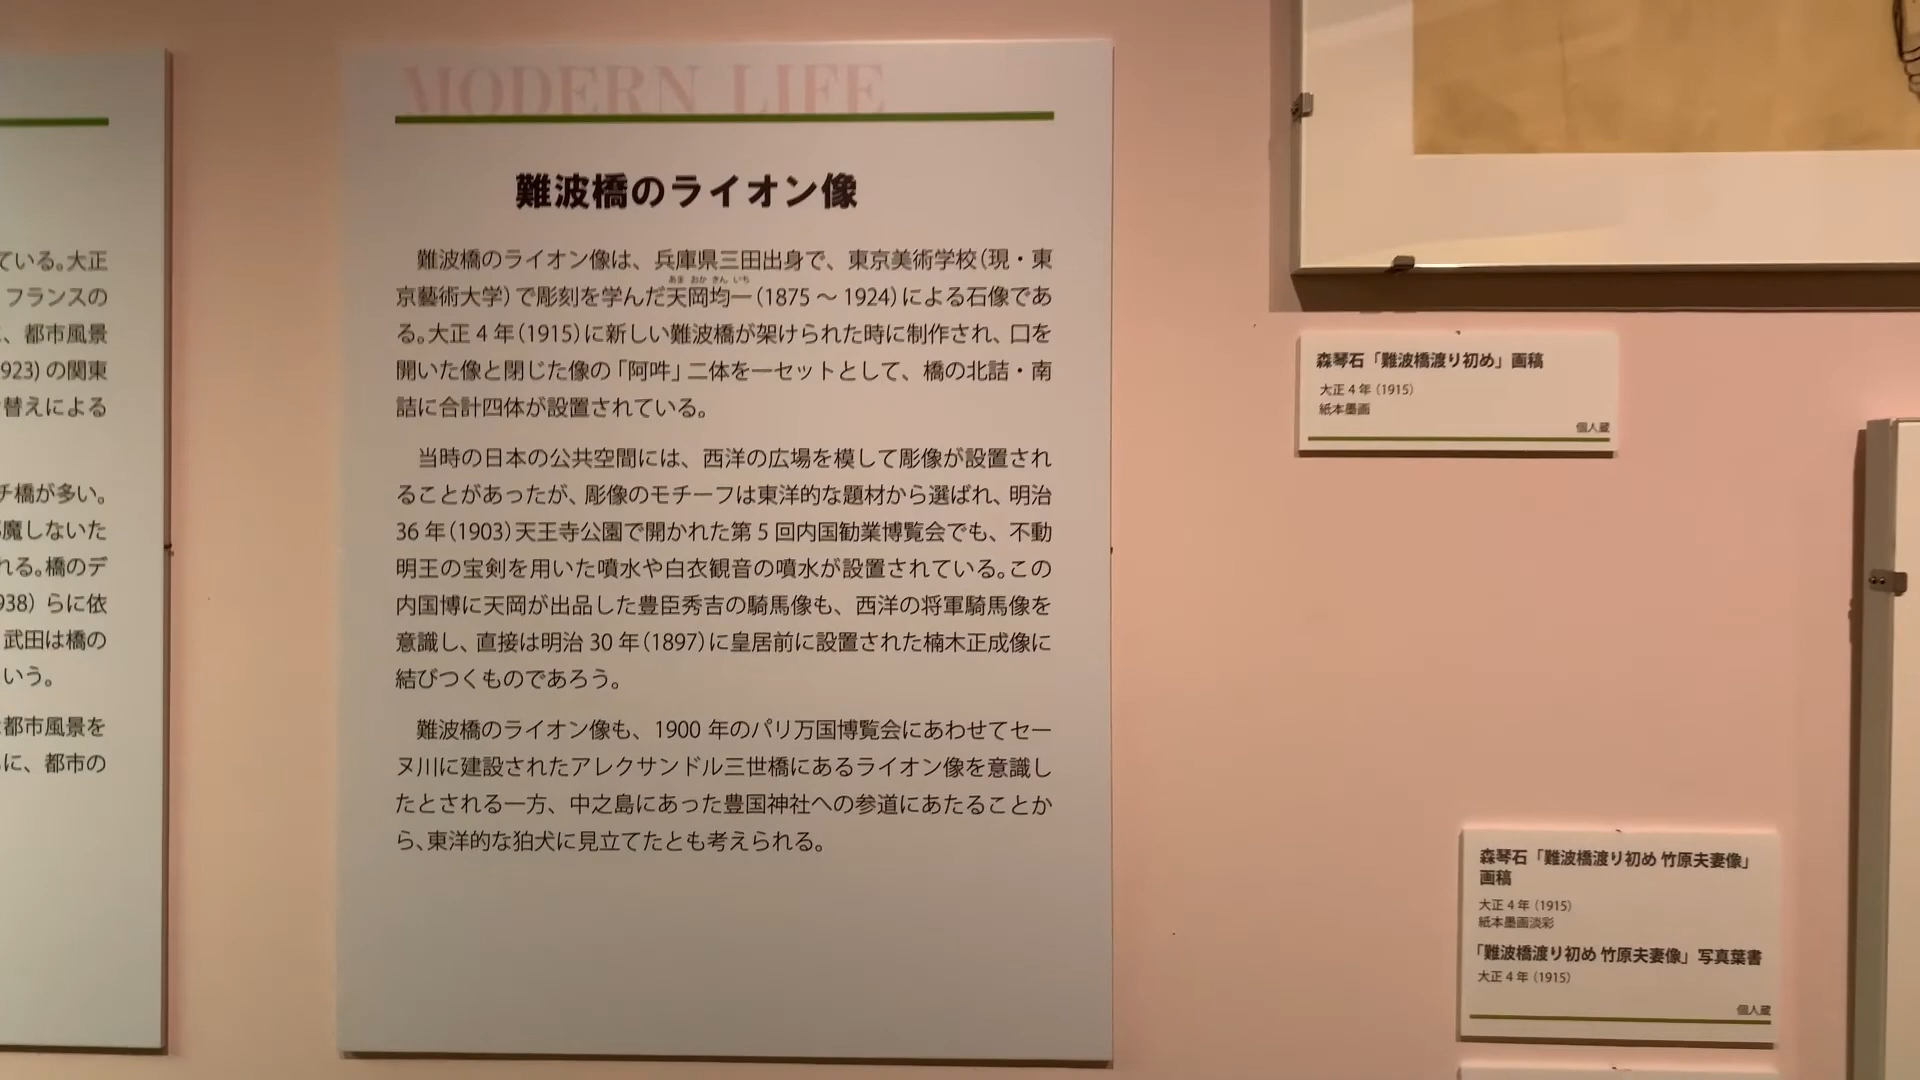 ている。大正
フランスの
、都市風景
923) の関東
替えによる
チ橋が多い。
魔しないた
れる。橋のデ
938) らに依
武田は橋の
いう。
都市風景を
に、都市の
MODERN LIFE
難波橋のライオン像
難波橋のライオン像は、兵庫県三田出身で、東京美術学校(現・東
あま おか きん いち
京藝術大学)で彫刻を学んだ天岡均一(1875 ~ 1924)による石像であ
る。大正 4 年(1915)に新しい難波橋が架けられた時に制作され、口を
開いた像と閉じた像の「阿吽」二体を一セットとして、橋の北詰・南
詰に合計四体が設置されている。
当時の日本の公共空間には、西洋の広場を模して彫像が設置され
ることがあったが、彫像のモチーフは東洋的な題材から選ばれ、明治
36 年(1903)天王寺公園で開かれた第 5 回内国勧業博覧会でも、不動
明王の宝剣を用いた噴水や白衣観音の噴水が設置されている。この
内国博に天岡が出品した豊臣秀吉の騎馬像も、西洋の将軍騎馬像を
意識し、直接は明治 30 年(1897)に皇居前に設置された楠木正成像に
結びつくものであろう。
難波橋のライオン像も、1900 年のパリ万国博覧会にあわせてセー
ヌ川に建設されたアレクサンドル三世橋にあるライオン像を意識し
たとされる一方、中之島にあった豊国神社への参道にあたることか
ら、東洋的な狛犬に見立てたとも考えられる。
森琴石「難波橋渡り初め」画稿
大正 4 年 (1915)
紙本墨画
個人蔵
森琴石「難波橋渡り初め 竹原夫妻像」
画稿
大正 4 年 (1915)
紙本墨画淡彩
「難波橋渡り初め 竹原夫妻像」写真葉書
大正 4 年 (1915)
個人蔵